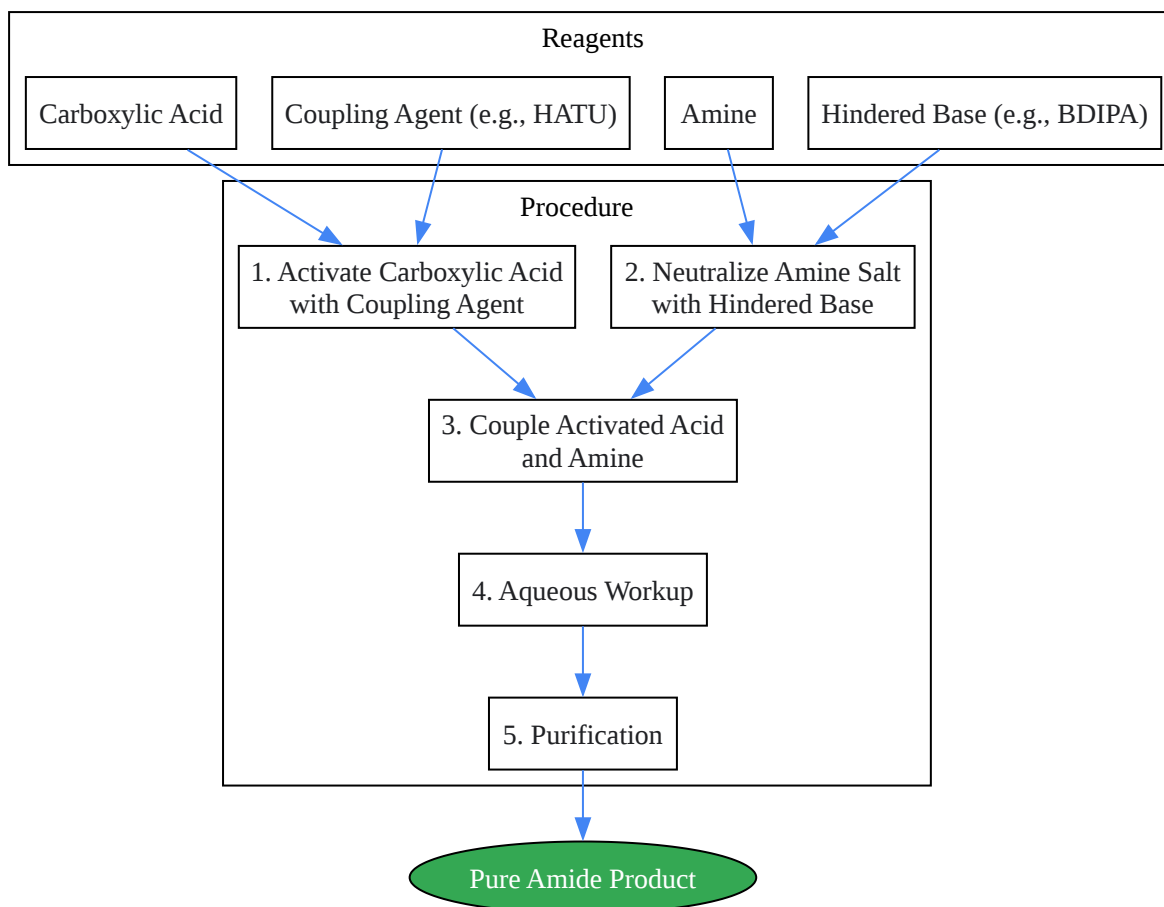 Reagents
Carboxylic Acid
Coupling Agent (e.g., HATU)
Amine
Hindered Base (e.g., BDIPA)
Procedure
1. Activate Carboxylic Acid
with Coupling Agent
2. Neutralize Amine Salt
with Hindered Base
3. Couple Activated Acid
and Amine
4. Aqueous Workup
5. Purification
Pure Amide Product